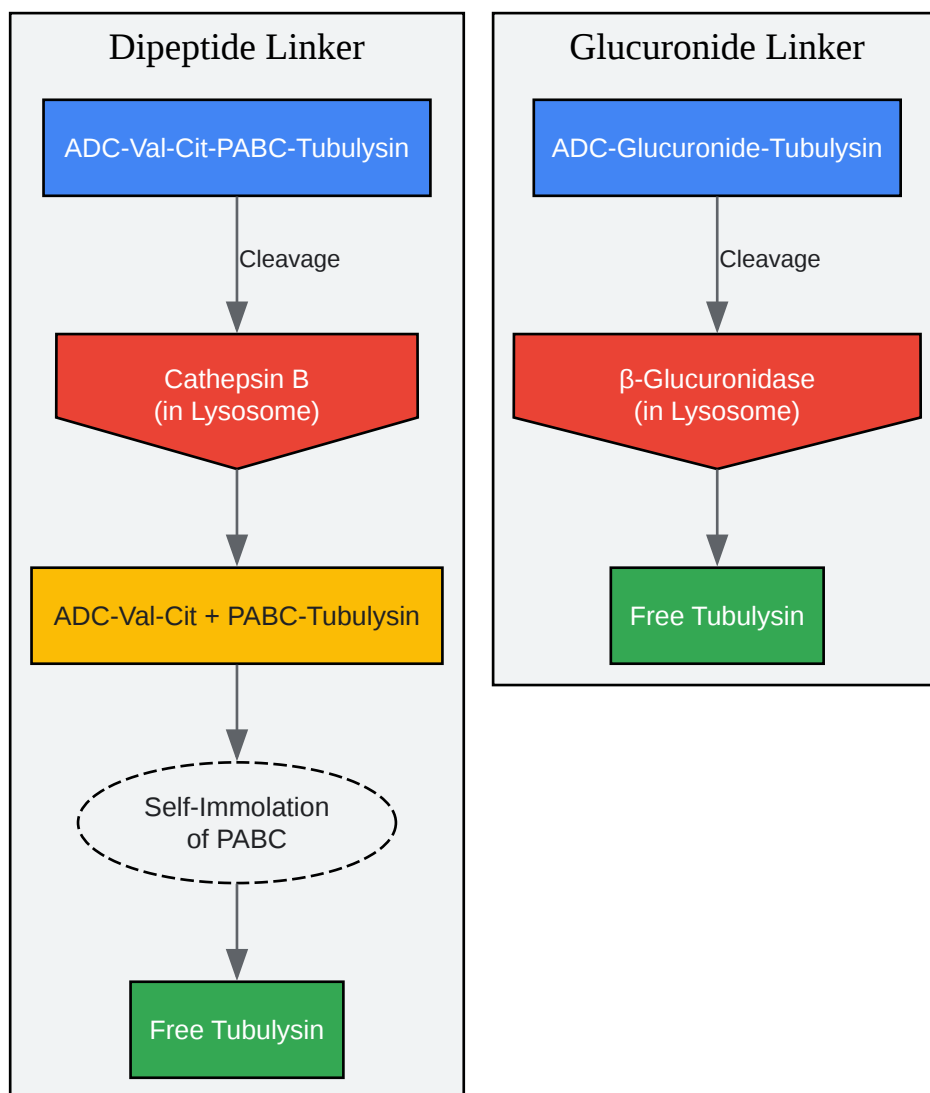 Dipeptide Linker
ADC-Val-Cit-PABC-Tubulysin
Cleavage
Cathepsin B
(in Lysosome)
ADC-Val-Cit + PABC-Tubulysin
Self-Immolation
of PABC
Free Tubulysin
Glucuronide Linker
ADC-Glucuronide-Tubulysin
Cleavage
β-Glucuronidase
(in Lysosome)
Free Tubulysin